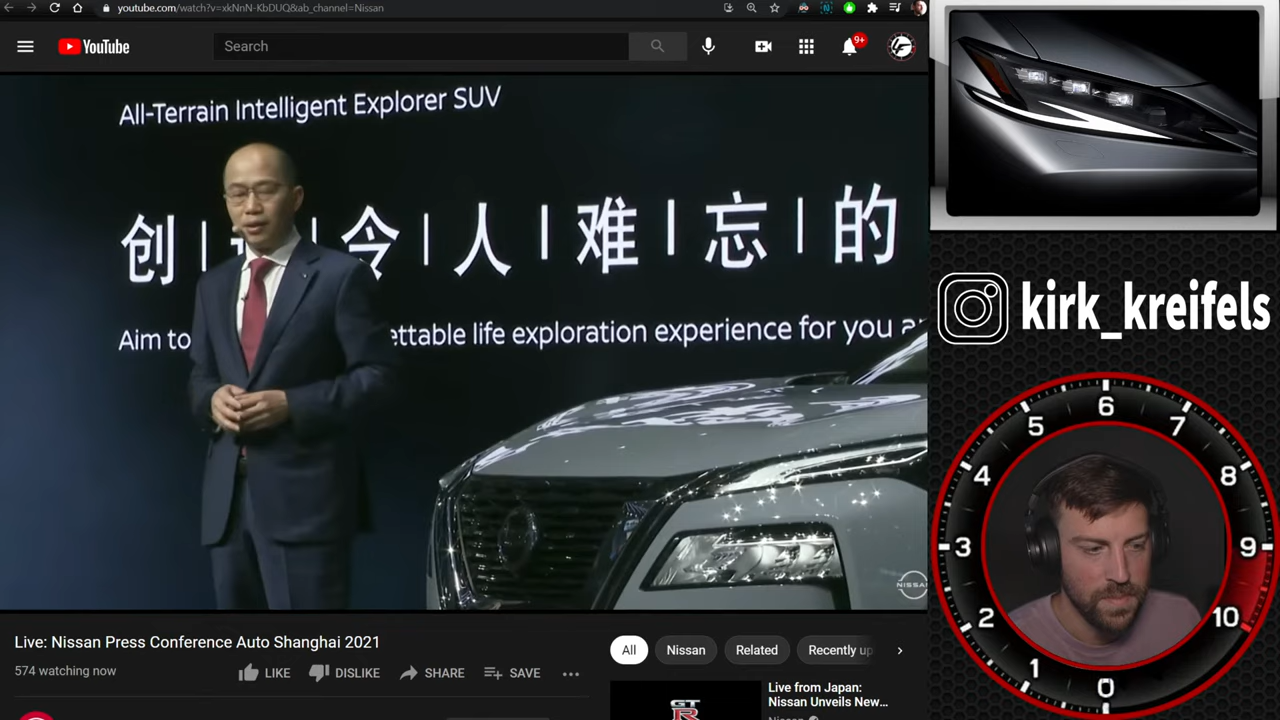 youtube.com/watch?v=xkNnN-KbDUQ&ab_channel=Nissan
YouTube
Search
9+
All-Terrain Intelligent Explorer SUV
创 | | 令 | 人 | 难 | 忘 | 的
Aim to
life exploration experience for you
NISSAN
kirk_kreifels
0
1
2
3
4
5
6
7
8
9
10
Live: Nissan Press Conference Auto Shanghai 2021
574 watching now
LIKE
DISLIKE
SHARE
SAVE
All
Nissan
Related
Recently up
Live from Japan:
Nissan Unveils New...
GT
R
Nissan